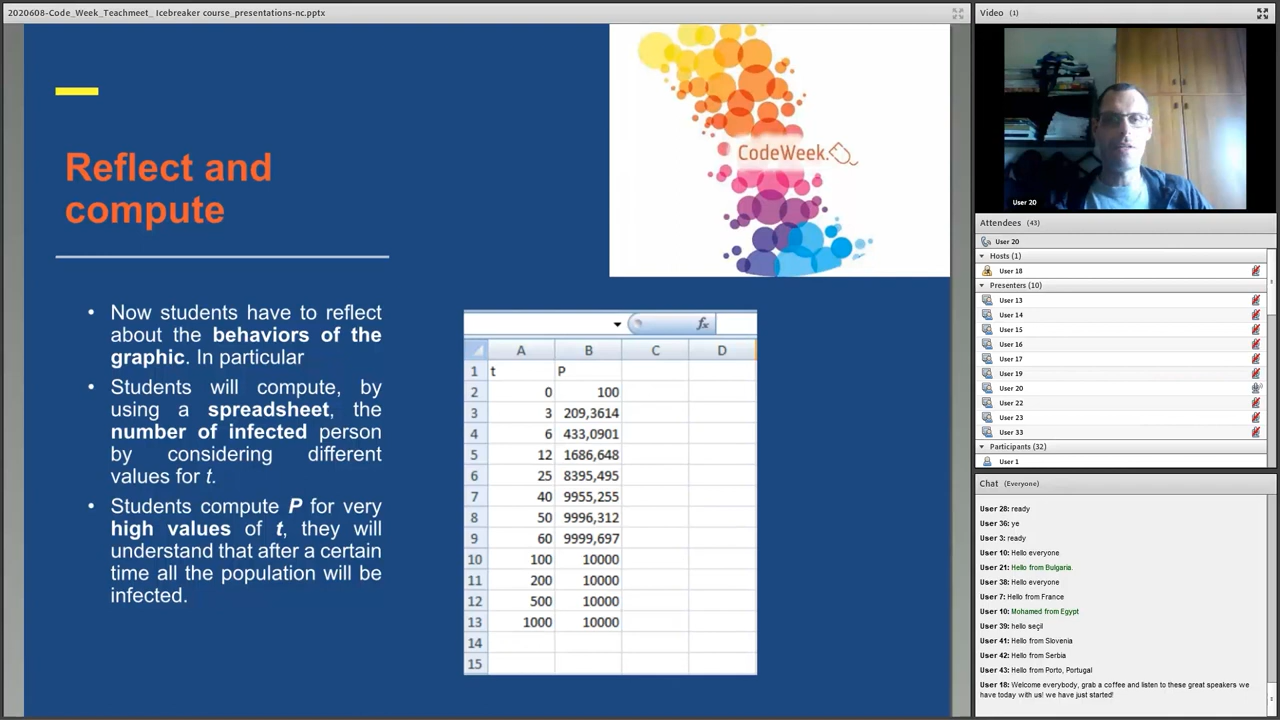 2020608-Code_Week_Teachmeet_ Icebreaker course_presentations-nc.pptx
Reflect and
compute
CodeWeek.
• Now students have to reflect
about the behaviors of the
graphic. In particular
• Students will compute, by
using a spreadsheet, the
number of infected person
by considering different
values for t.
• Students compute P for very
high values of t, they will
understand that after a certain
time all the population will be
infected.
fx
A B C D
1 t P
2 0 100
3 3 209,3614
4 6 433,0901
5 12 1686,648
6 25 8395,495
7 40 9955,255
8 50 9996,312
9 60 9999,697
10 100 10000
11 200 10000
12 500 10000
13 1000 10000
14
15
Video (1)
User 20
Attendees (43)
User 20
Hosts (1)
User 18
Presenters (10)
User 13
User 14
User 15
User 16
User 17
User 19
User 20
User 22
User 23
User 33
Participants (32)
User 1
Chat (Everyone)
User 28: ready
User 36: ye
User 3: ready
User 10: Hello everyone
User 21: Hello from Bulgaria.
User 38: Hello everyone
User 7: Hello from France
User 10: Mohamed from Egypt
User 39: hello seçil
User 41: Hello from Slovenia
User 42: Hello from Serbia
User 43: Hello from Porto, Portugal
User 18: Welcome everybody, grab a coffee and listen to these great speakers we
have today with us! we have just started!